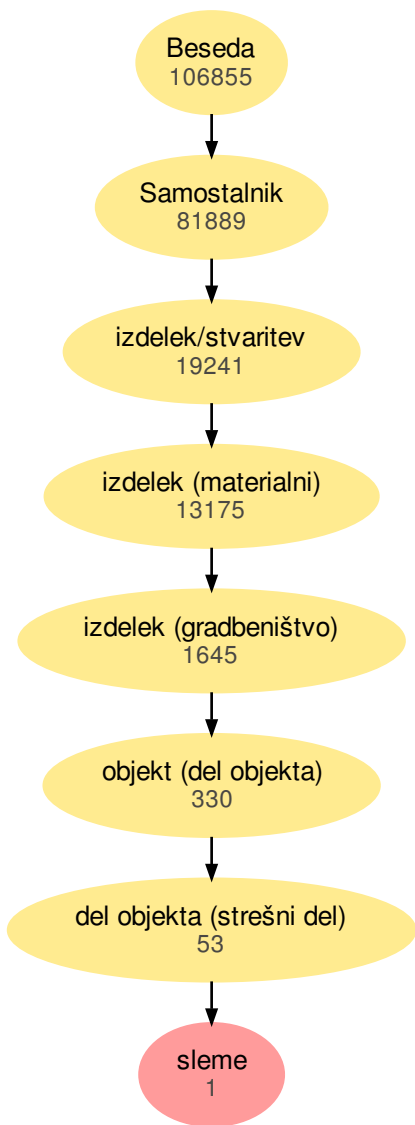 Beseda
106855
Samostalnik
81889
izdelek/stvaritev
19241
izdelek (materialni)
13175
izdelek (gradbeništvo)
1645
objekt (del objekta)
330
del objekta (strešni del)
53
sleme
1